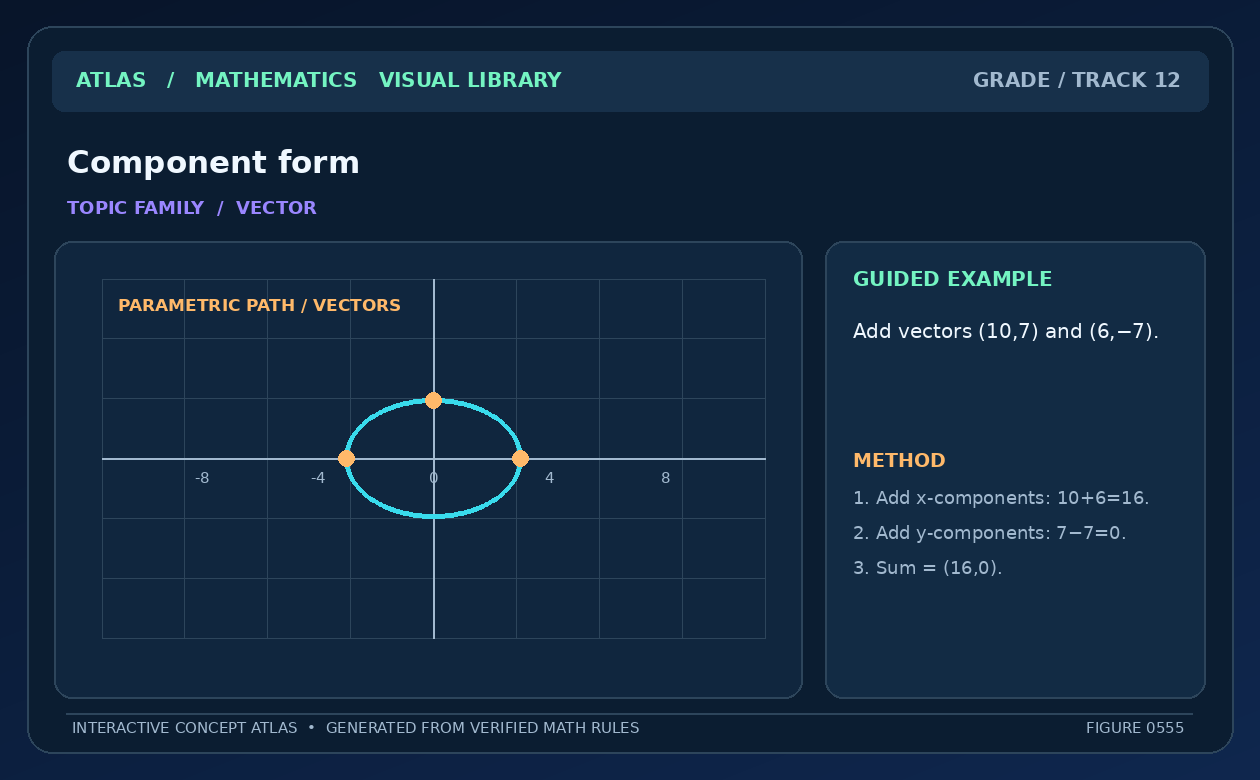 ATLAS / MATHEMATICS VISUAL LIBRARY
GRADE / TRACK 12
Component form
TOPIC FAMILY / VECTOR
PARAMETRIC PATH / VECTORS
-8 -4 0 4 8
GUIDED EXAMPLE
Add vectors (10,7) and (6,−7).
METHOD
1. Add x-components: 10+6=16.
2. Add y-components: 7−7=0.
3. Sum = (16,0).
INTERACTIVE CONCEPT ATLAS • GENERATED FROM VERIFIED MATH RULES
FIGURE 0555